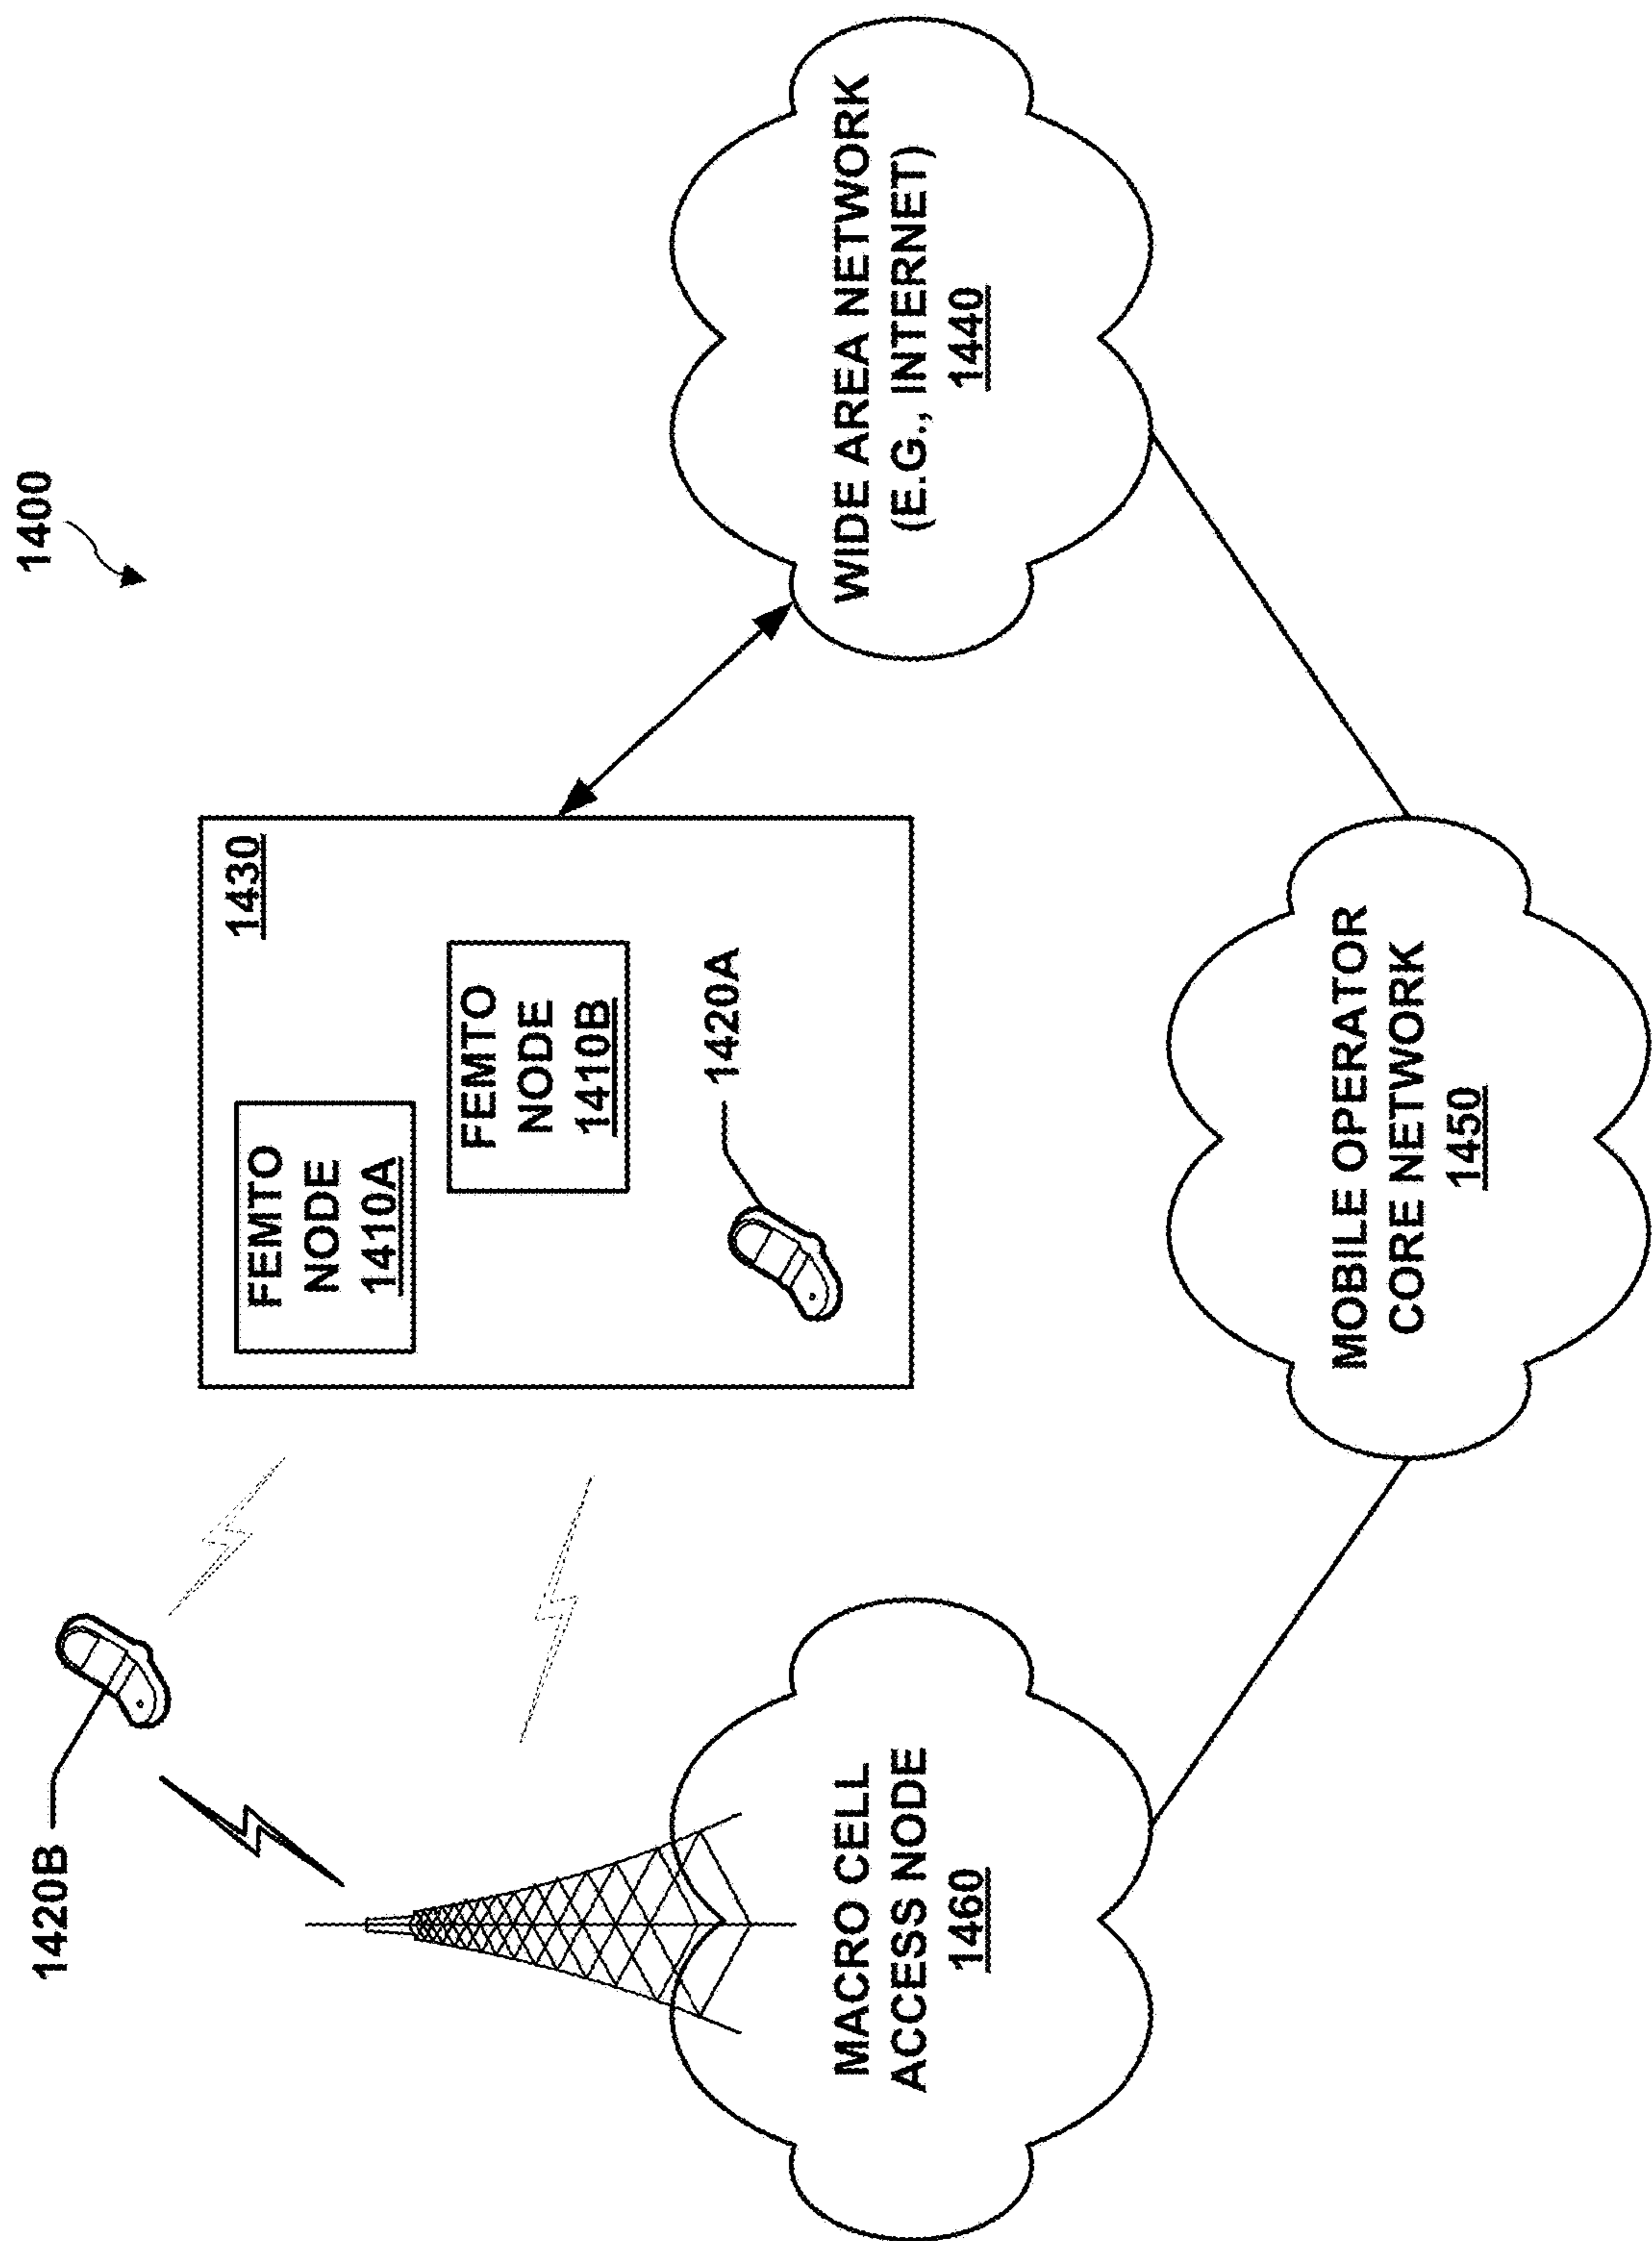 1400
1420B
1430
FEMTO
NODE
1410A
FEMTO
NODE
1410B
1420A
MACRO CELL
ACCESS NODE
1460
WIDE AREA NETWORK
(E.G., INTERNET)
1440
MOBILE OPERATOR
CORE NETWORK
1450